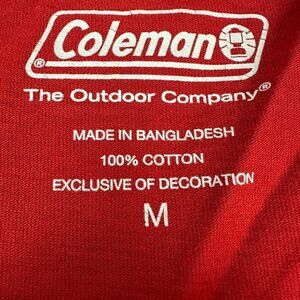 Coleman®
The Outdoor Company®
MADE IN BANGLADESH
100% COTTON
EXCLUSIVE OF DECORATION
M